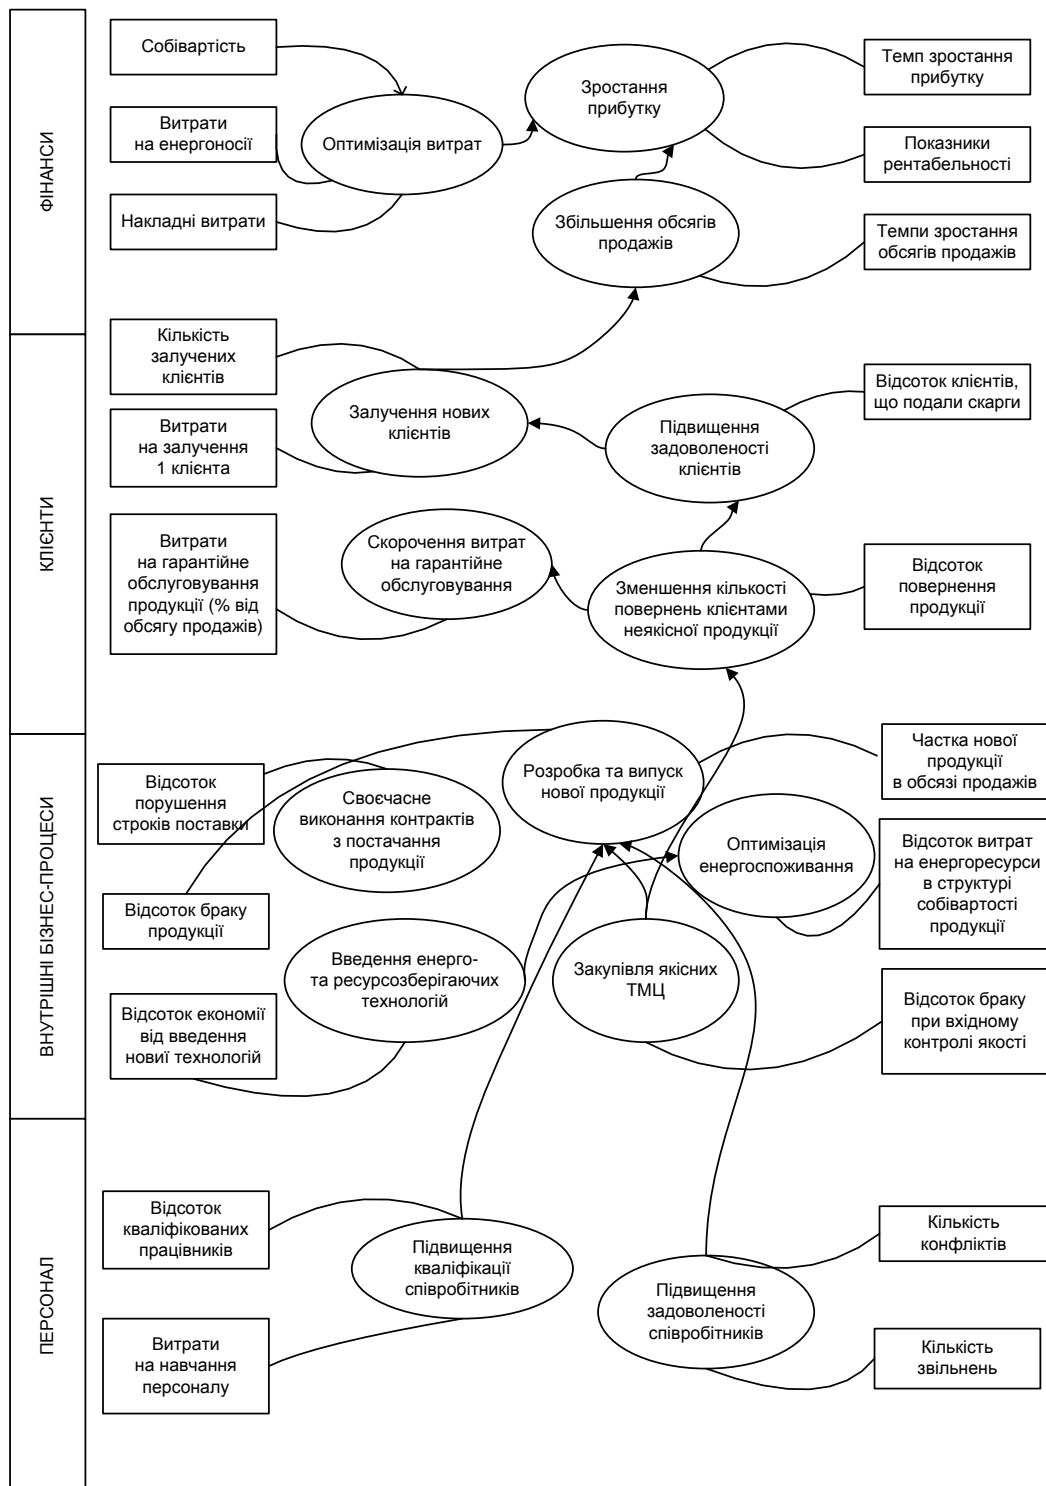 ФІНАНСИ
Собівартість
Витрати
на енергоносії
Накладні витрати
Оптимізація витрат
Зростання
прибутку
Збільшення обсягів
продажів
Темп зростання
прибутку
Показники
рентабельності
Темпи зростання
обсягів продажів
КЛІЄНТИ
Кількість
залучених
клієнтів
Витрати
на залучення
1 клієнта
Витрати
на гарантійне
обслуговування
продукції (% від
обсягу продажів)
Залучення нових
клієнтів
Підвищення
задоволеності
клієнтів
Скорочення витрат
на гарантійне
обслуговування
Зменшення кількості
повернень клієнтами
неякісної продукції
Відсоток клієнтів,
що подали скарги
Відсоток
повернення
продукції
ВНУТРІШНІ БІЗНЕС-ПРОЦЕСИ
Відсоток
порушення
строків поставки
Відсоток браку
продукції
Відсоток економії
від введення
новиї технологій
Своєчасне
виконання контрактів
з постачання
продукції
Розробка та випуск
нової продукції
Оптимізація
енергоспоживання
Введення енерго-
та ресурсозберігаючих
технологій
Закупівля якісних
ТМЦ
Частка нової
продукції
в обсязі продажів
Відсоток витрат
на енергоресурси
в структурі
собівартості
продукції
Відсоток браку
при вхідному
контролі якості
ПЕРСОНАЛ
Відсоток
кваліфікованих
працівників
Витрати
на навчання
персоналу
Підвищення
кваліфікації
співробітників
Підвищення
задоволеності
співробітників
Кількість
конфліктів
Кількість
звільнень